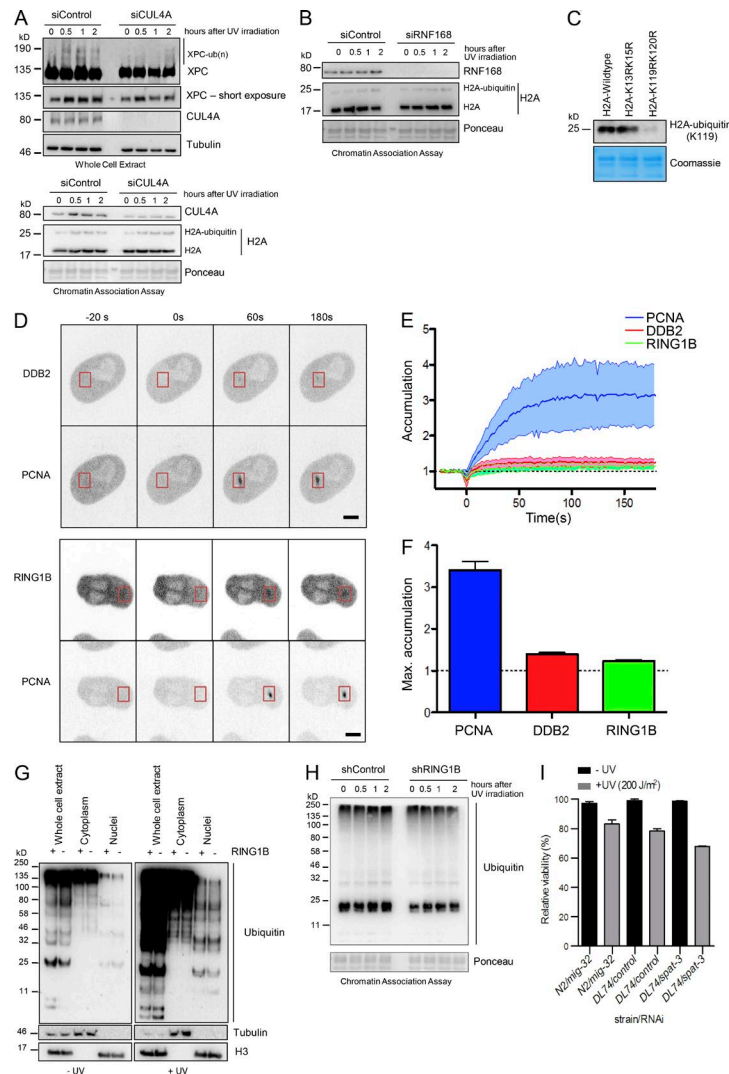 A
siControl siCUL4A
kD 0 0.5 1 2 0 0.5 1 2 hours after UV irradiation
190
XPC-ub(n)
135 XPC
135 XPC – short exposure
80 CUL4A
46 Tubulin
Whole Cell Extract
siControl siCUL4A
kD 0 0.5 1 2 0 0.5 1 2 hours after UV irradiation
80 CUL4A
25 H2A-ubiquitin
H2A
17 H2A
Ponceau
Chromatin Association Assay
B
siControl siRNF168
kD 0 0.5 1 2 0 0.5 1 2 hours after
UV irradiation
80 RNF168
25 H2A-ubiquitin
H2A
17 H2A
Ponceau
Chromatin Association Assay
C
H2A-Wildtype
H2A-K13RK15R
H2A-K119RK120R
kD
25 H2A-ubiquitin
(K119)
Coomassie
D
-20 s 0s 60s 180s
DDB2
PCNA
RING1B
PCNA
E
PCNA
DDB2
RING1B
Accumulation
5
4
3
2
1
0 50 100 150
Time(s)
F
Max. accumulation
4
3
2
1
0
PCNA DDB2 RING1B
G
Whole cell extract
Cytoplasm
Nuclei
Whole cell extract
Cytoplasm
Nuclei
kD + - + - + - + - + - + - RING1B
135
80
58
46
32
25
11
Ubiquitin
46 Tubulin
17 H3
- UV + UV
H
shControl shRING1B
kD 0 0.5 1 2 0 0.5 1 2 hours after
UV irradiation
250
135
80
58
46
32
25
11
Ubiquitin
Ponceau
Chromatin Association Assay
I
- UV
+UV (200 J/m²)
Relative viability (%)
100
80
60
40
20
0
N2/mig-32
N2/mig-32
DL74/control
DL74/control
DL74/spat-3
DL74/spat-3
strain/RNAi